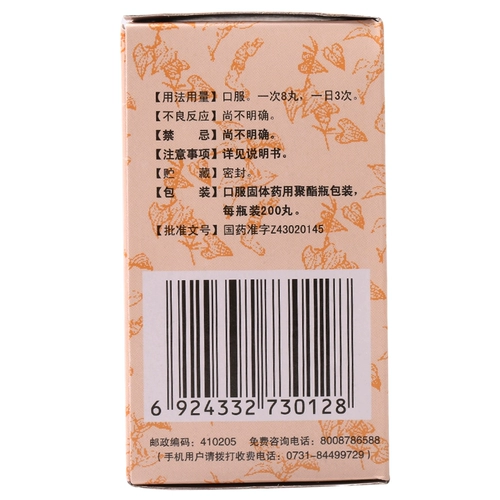 【用法用量】口服。一次8丸，一日3次。
【不良反应】尚不明确。
【禁　　忌】尚不明确。
【注意事项】详见说明书。
【贮　　藏】密封。
【包　　装】口服固体药用聚酯瓶包装，
每瓶装200丸。
【批准文号】国药准字Z43020145
6 924332 730128
邮政编码：410205　免费咨询电话：8008786588
（手机用户请拨打收费电话：0731-84499729）